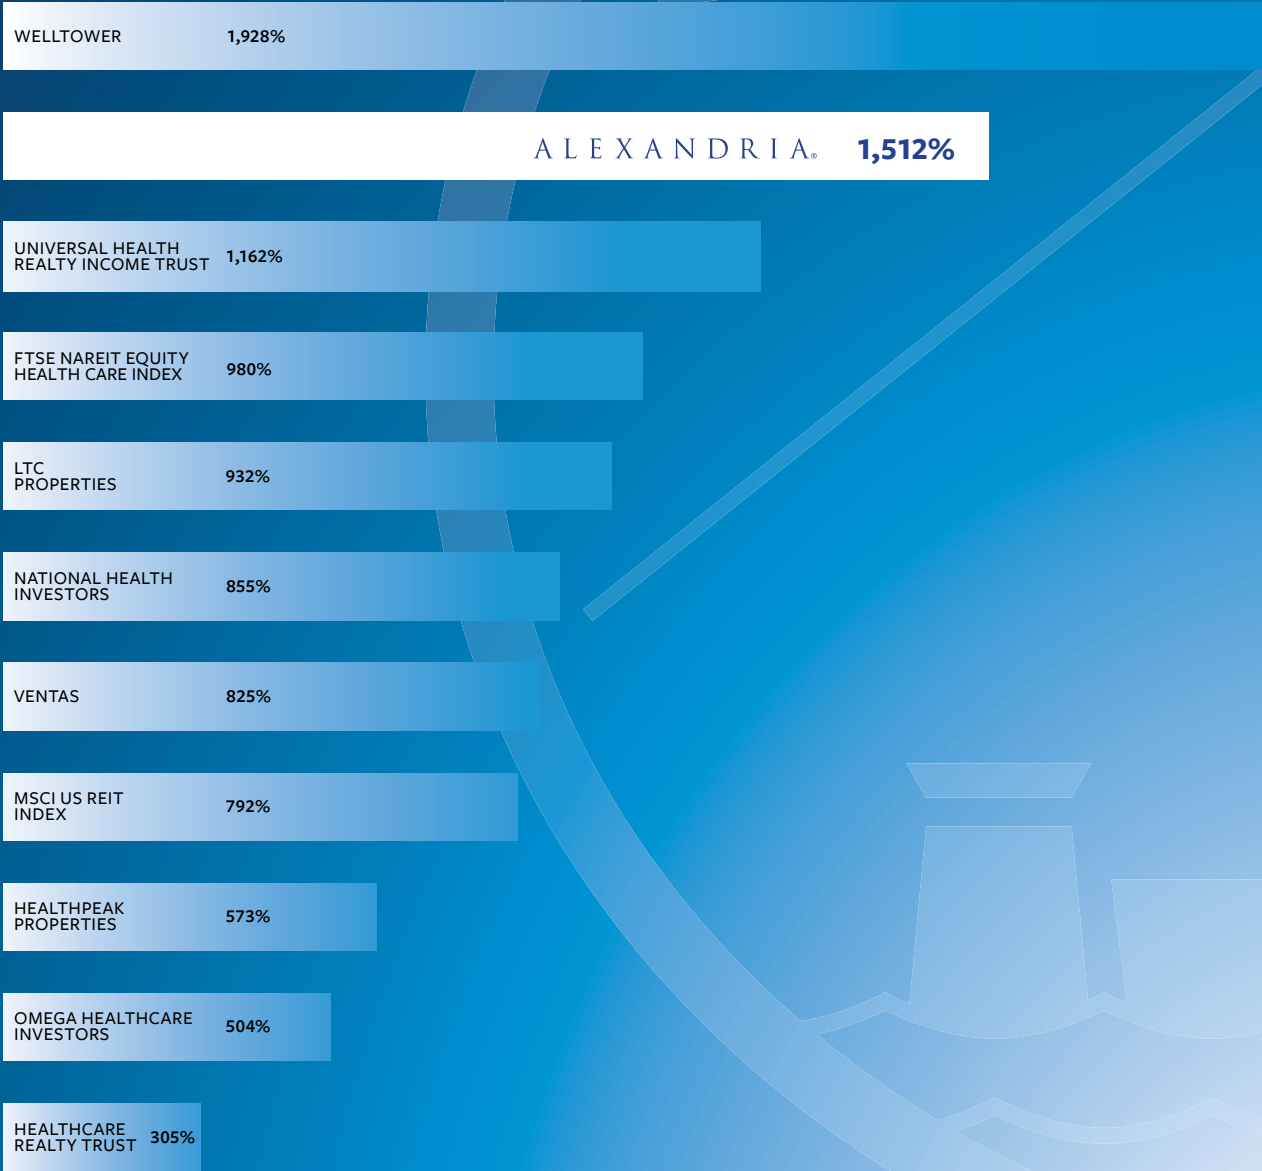 WELLTOWER 1,928%
ALEXANDRIA® 1,512%
UNIVERSAL HEALTH
REALTY INCOME TRUST 1,162%
FTSE NAREIT EQUITY
HEALTH CARE INDEX 980%
LTC
PROPERTIES 932%
NATIONAL HEALTH
INVESTORS 855%
VENTAS 825%
MSCI US REIT
INDEX 792%
HEALTHPEAK
PROPERTIES 573%
OMEGA HEALTHCARE
INVESTORS 504%
HEALTHCARE
REALTY TRUST 305%